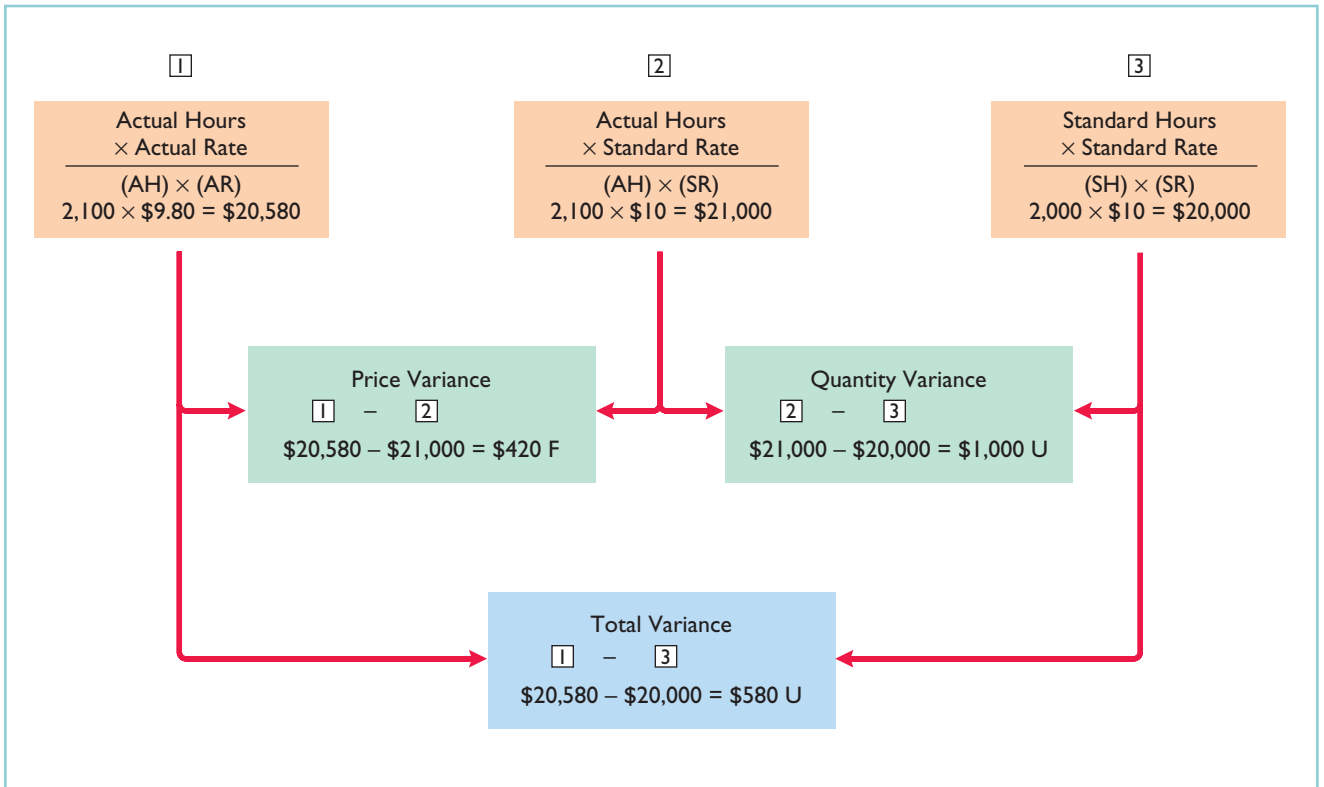 1
Actual Hours
× Actual Rate
(AH) × (AR)
2,100 × $9.80 = $20,580
2
Actual Hours
× Standard Rate
(AH) × (SR)
2,100 × $10 = $21,000
3
Standard Hours
× Standard Rate
(SH) × (SR)
2,000 × $10 = $20,000
Price Variance
1 – 2
$20,580 – $21,000 = $420 F
Quantity Variance
2 – 3
$21,000 – $20,000 = $1,000 U
Total Variance
1 – 3
$20,580 – $20,000 = $580 U